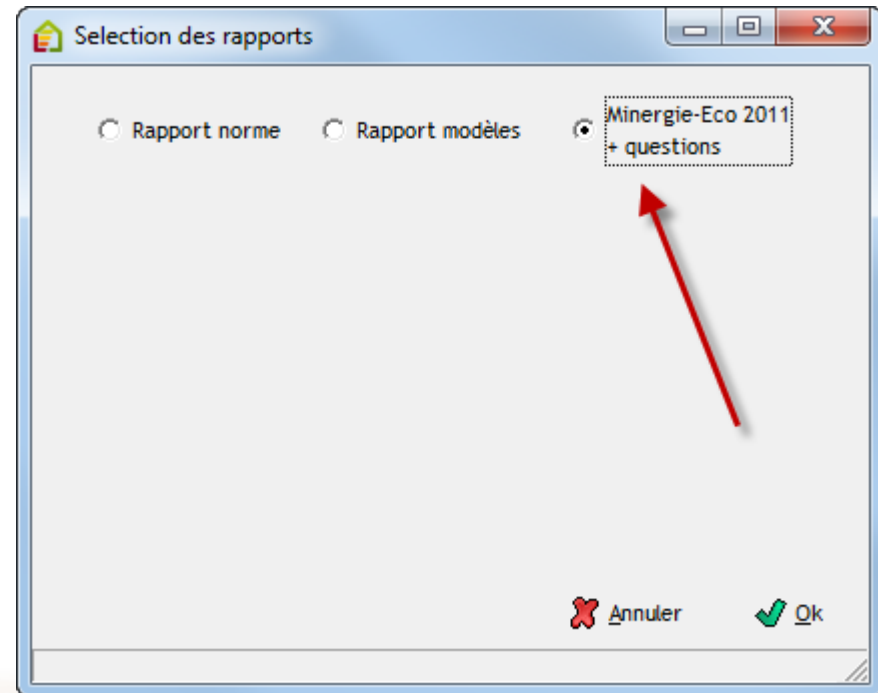 Selection des rapports
Rapport norme
Rapport modèles
Minergie-Eco 2011
+ questions
Annuler
Ok